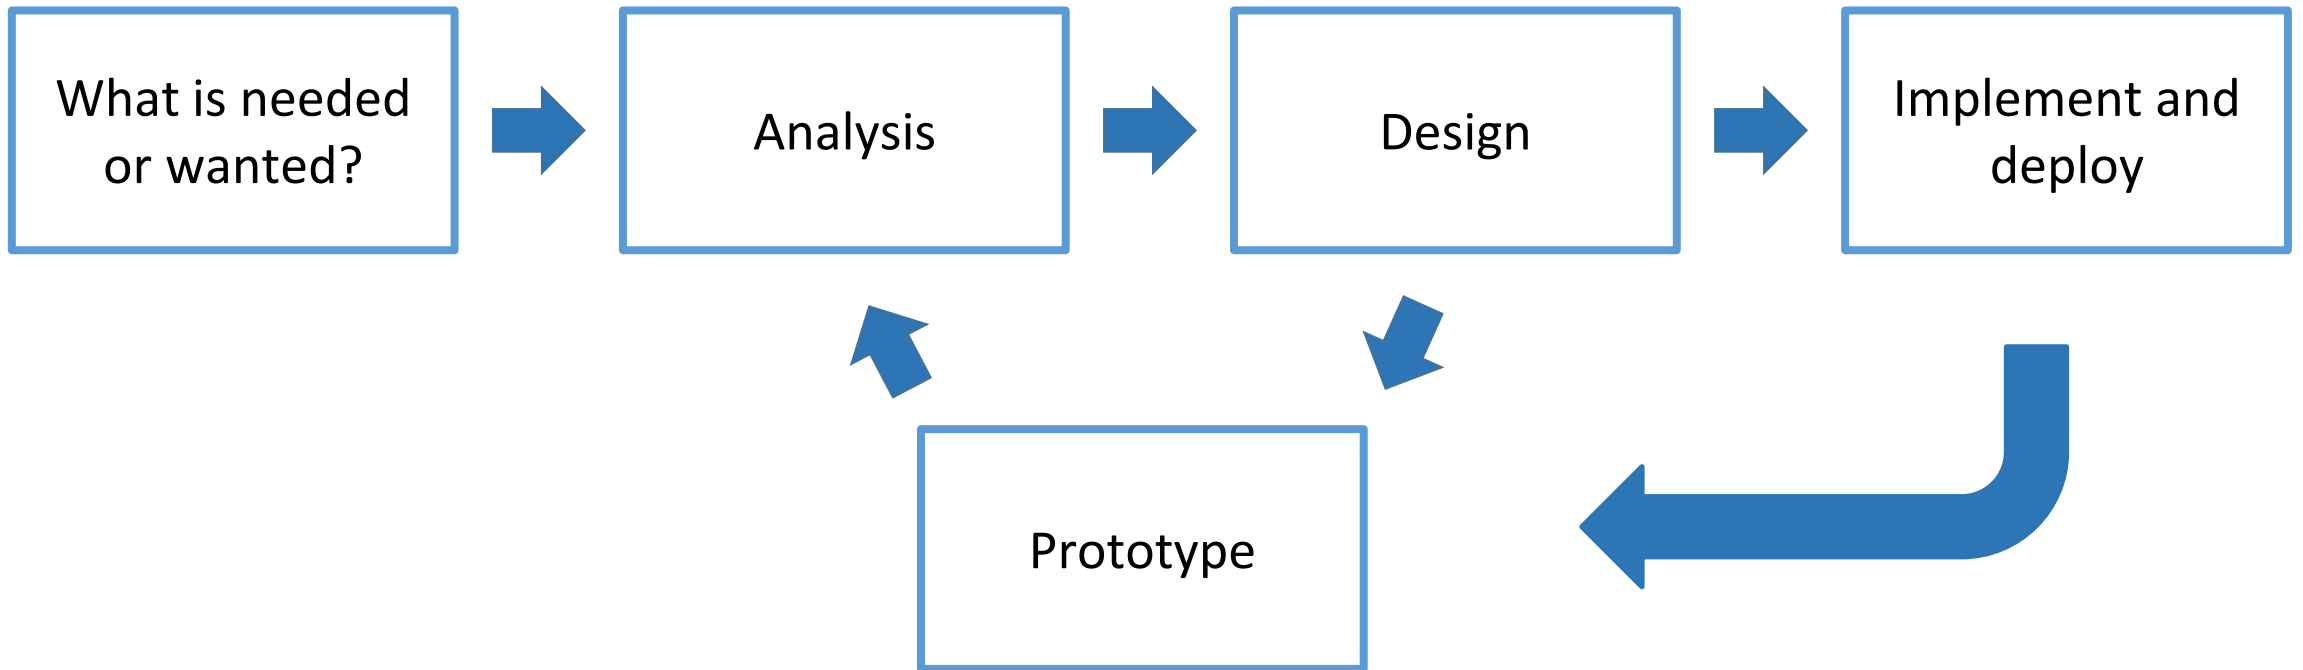 What is needed
or wanted?
Analysis
Design
Implement and
deploy
Prototype